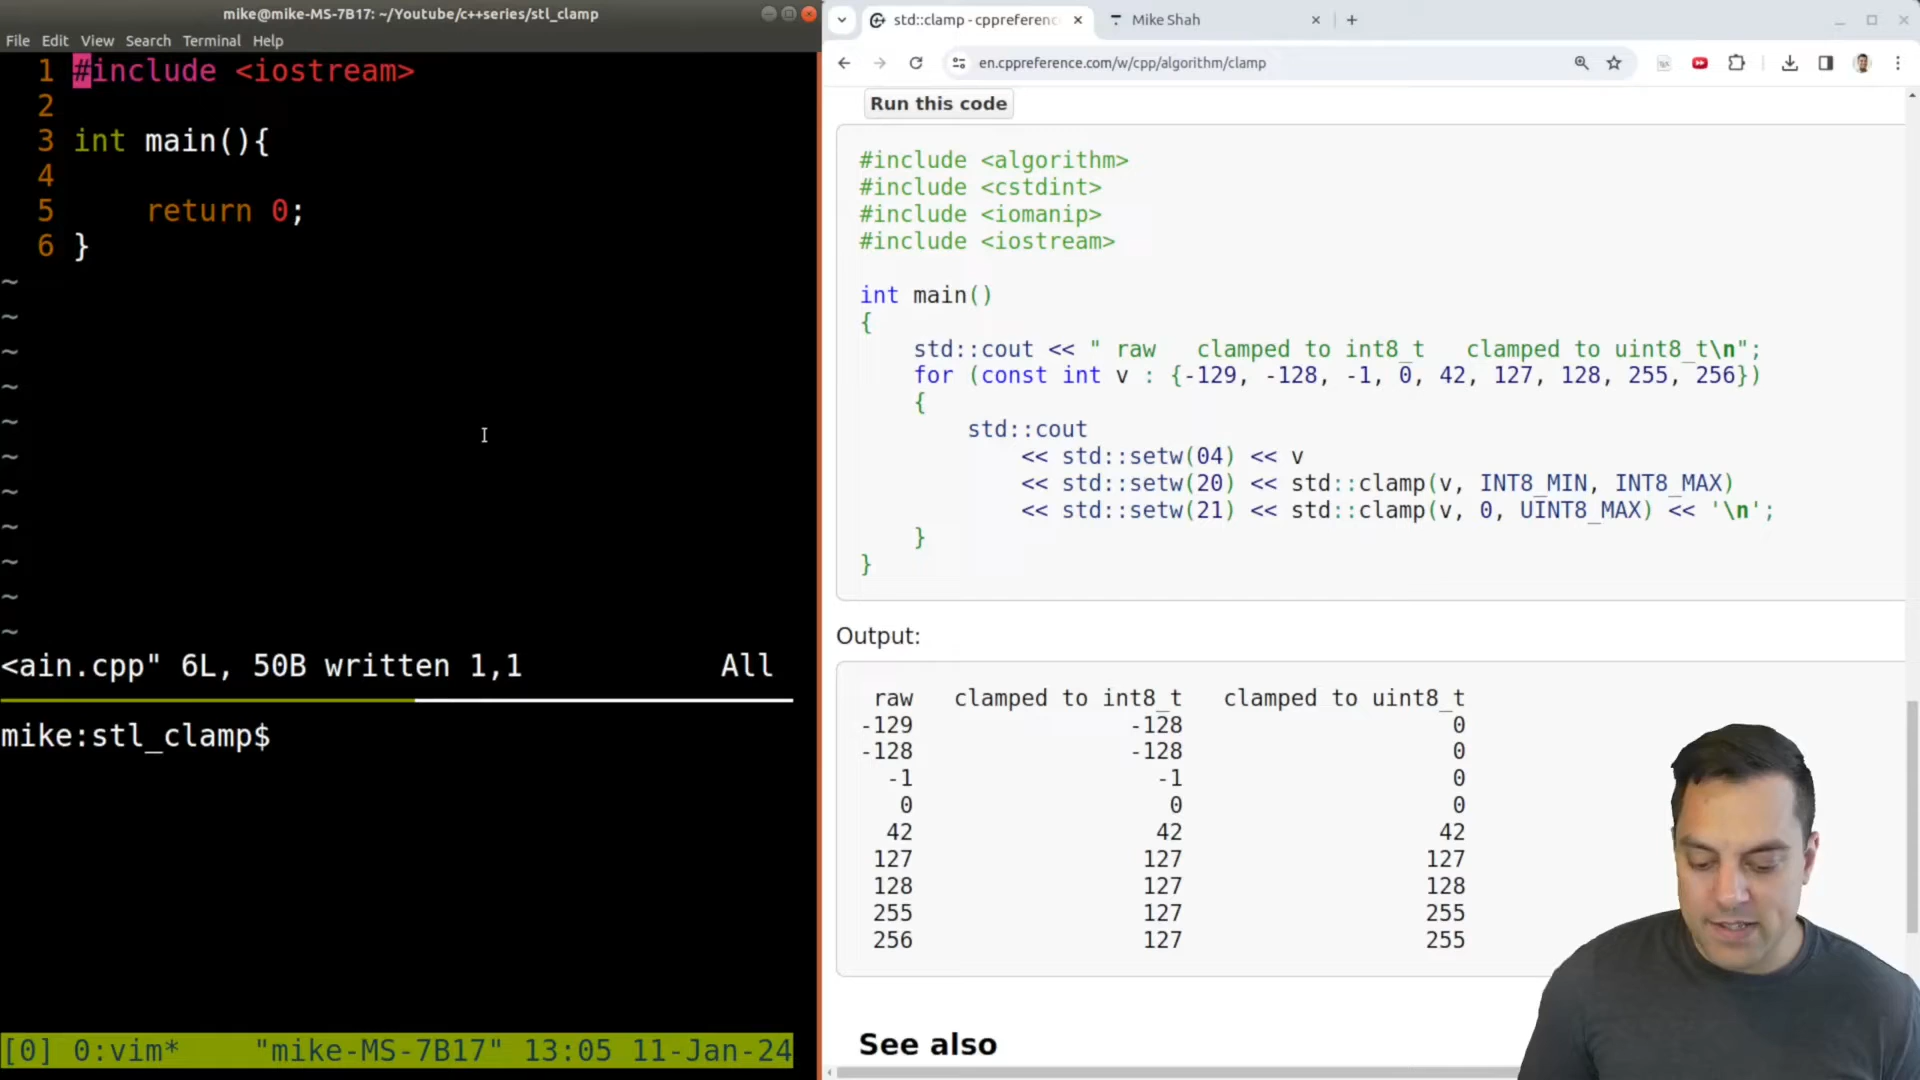 mike@mike-MS-7B17: ~/Youtube/c++series/stl_clamp
File Edit View Search Terminal Help
1 #include <iostream>
2
3 int main(){
4
5     return 0;
6 }
~
~
~
~
~
~
~
~
~
~
~
<ain.cpp" 6L, 50B written 1,1 All
mike:stl_clamp$
[0] 0:vim* "mike-MS-7B17" 13:05 11-Jan-24
std::clamp - cppreferenc
Mike Shah
en.cppreference.com/w/cpp/algorithm/clamp
Run this code
#include <algorithm>
#include <cstdint>
#include <iomanip>
#include <iostream>
int main()
{
    std::cout << " raw   clamped to int8_t   clamped to uint8_t\n";
    for (const int v : {-129, -128, -1, 0, 42, 127, 128, 255, 256})
    {
        std::cout
            << std::setw(04) << v
            << std::setw(20) << std::clamp(v, INT8_MIN, INT8_MAX)
            << std::setw(21) << std::clamp(v, 0, UINT8_MAX) << '\n';
    }
}
Output:
raw   clamped to int8_t   clamped to uint8_t
-129 -128 0
-128 -128 0
-1 -1 0
0 0 0
42 42 42
127 127 127
128 127 128
255 127 255
256 127 255
See also